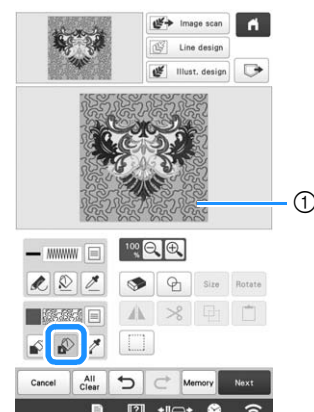 Image scan
Line design
Illust. design
①
100 %
Size
Rotate
Cancel
All Clear
Memory
Next